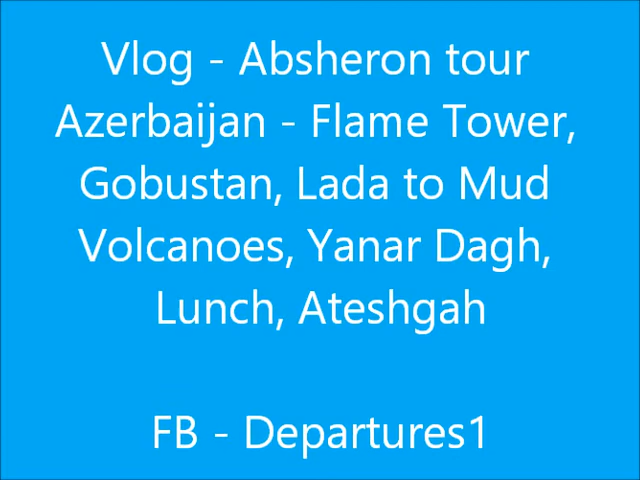 Vlog - Absheron tour
Azerbaijan - Flame Tower,
Gobustan, Lada to Mud
Volcanoes, Yanar Dagh,
Lunch, Ateshgah
FB - Departures1